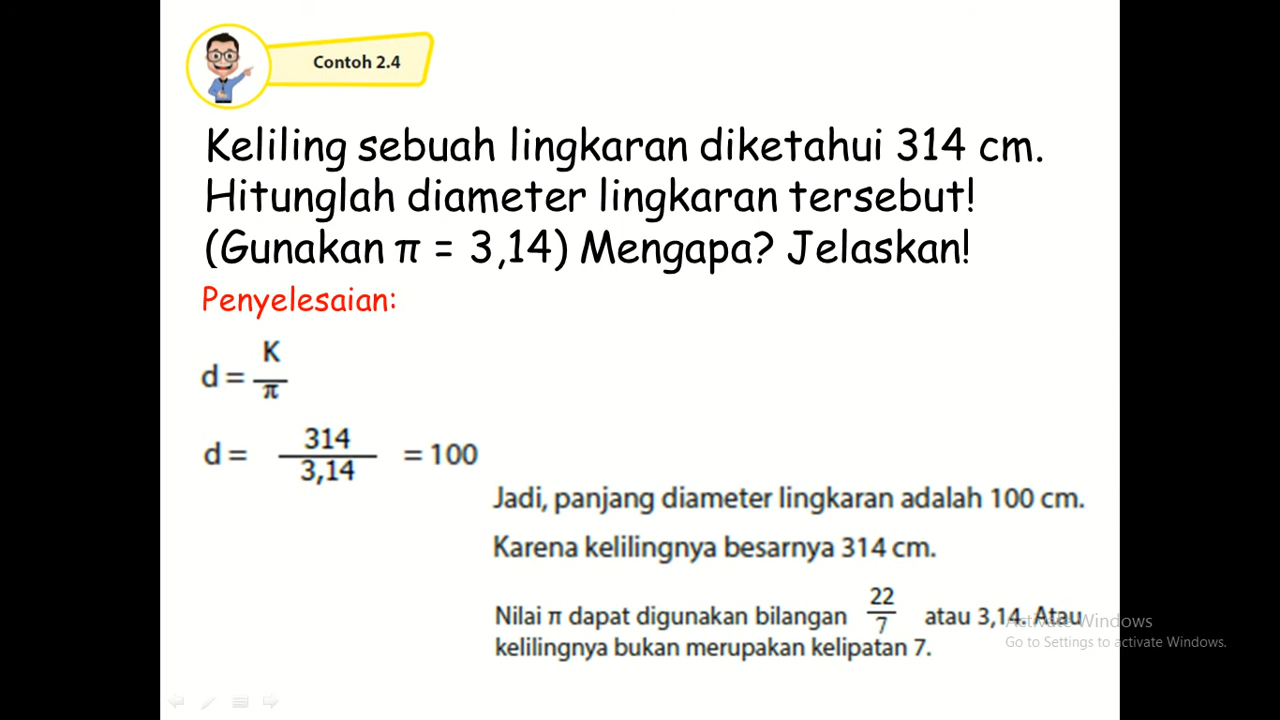 Contoh 2.4
Keliling sebuah lingkaran diketahui 314 cm.
Hitunglah diameter lingkaran tersebut!
(Gunakan π = 3,14) Mengapa? Jelaskan!
Penyelesaian:
d = K/π
d = 314/3,14 = 100
Jadi, panjang diameter lingkaran adalah 100 cm.
Karena kelilingnya besarnya 314 cm.
Nilai π dapat digunakan bilangan 22/7 atau 3,14. Atau
kelilingnya bukan merupakan kelipatan 7.
Activate Windows
Go to Settings to activate Windows.